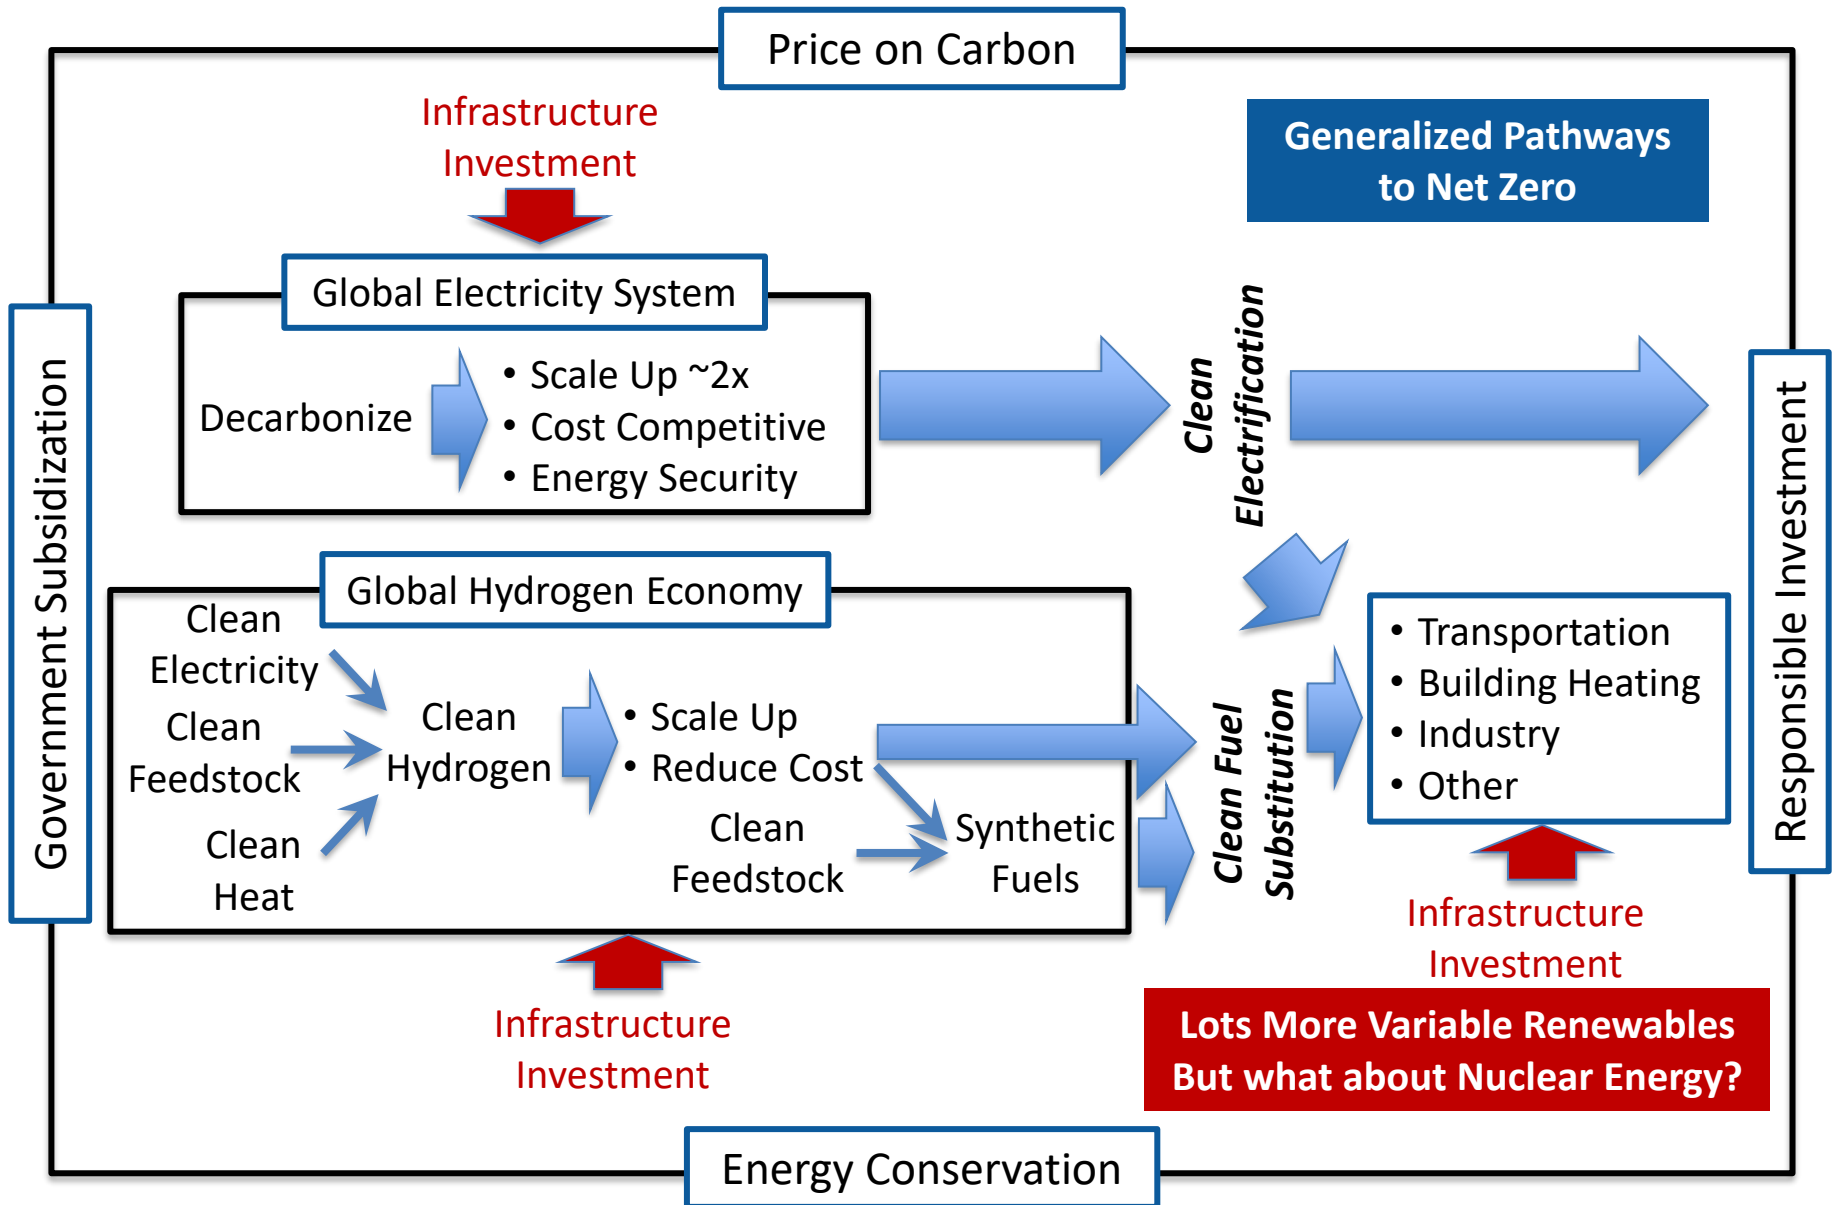 Price on Carbon
Infrastructure
Investment
Generalized Pathways
to Net Zero
Global Electricity System
Decarbonize
• Scale Up ~2x
• Cost Competitive
• Energy Security
Clean
Electrification
Government Subsidization
Responsible Investment
Global Hydrogen Economy
Clean
Electricity
Clean
Feedstock
Clean
Heat
Clean
Hydrogen
• Scale Up
• Reduce Cost
Clean
Feedstock
Synthetic
Fuels
Clean Fuel
Substitution
• Transportation
• Building Heating
• Industry
• Other
Infrastructure
Investment
Infrastructure
Investment
Lots More Variable Renewables
But what about Nuclear Energy?
Energy Conservation